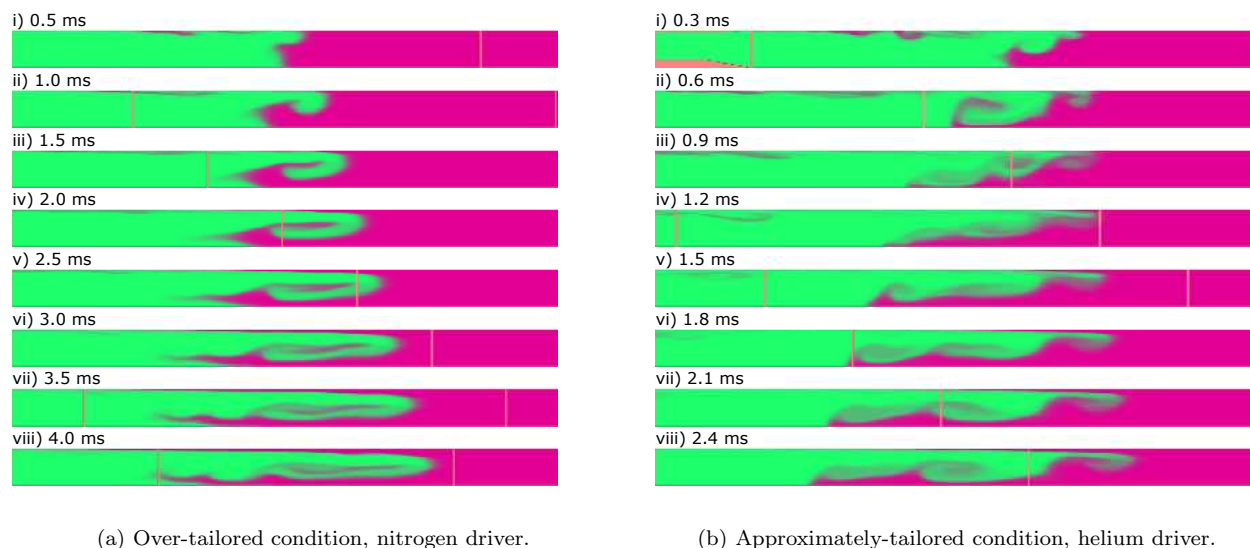 i) 0.5 ms
ii) 1.0 ms
iii) 1.5 ms
iv) 2.0 ms
v) 2.5 ms
vi) 3.0 ms
vii) 3.5 ms
viii) 4.0 ms
(a) Over-tailored condition, nitrogen driver.
i) 0.3 ms
ii) 0.6 ms
iii) 0.9 ms
iv) 1.2 ms
v) 1.5 ms
vi) 1.8 ms
vii) 2.1 ms
viii) 2.4 ms
(b) Approximately-tailored condition, helium driver.